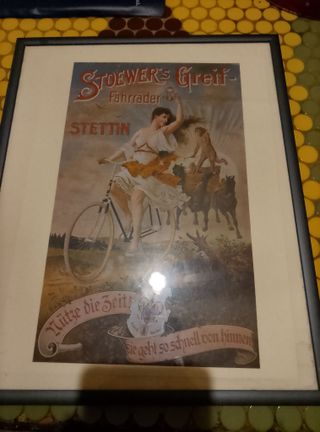 STOEWER's Greif-
Fahrräder
STETTIN
Nütze die Zeit!
sie geht so schnell von hinnen